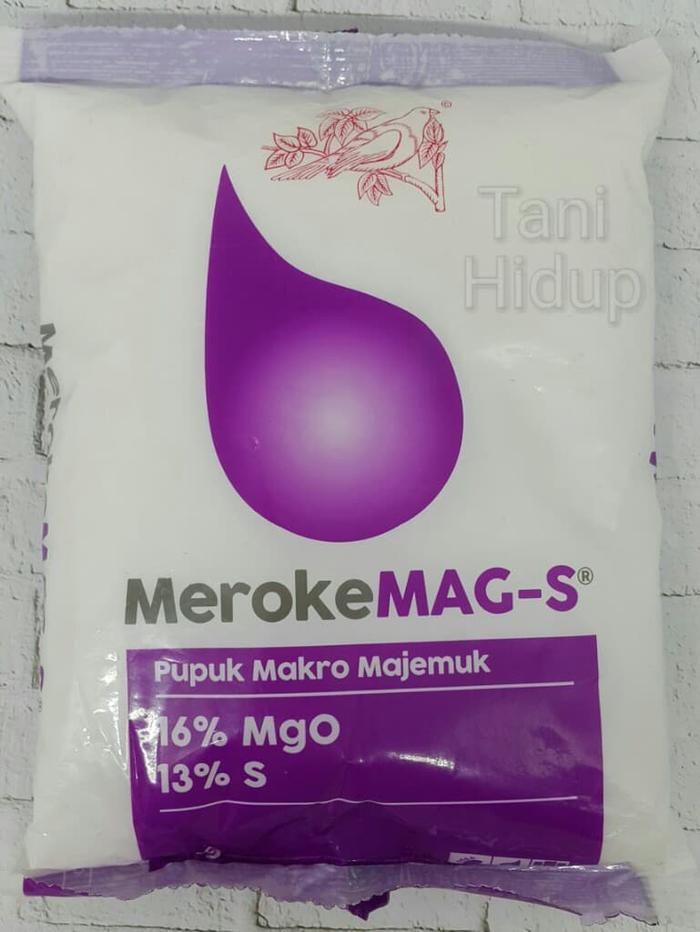 ©
Tani
Hidup
MerokeMAG-S®
Pupuk Makro Majemuk
16% MgO
13% S